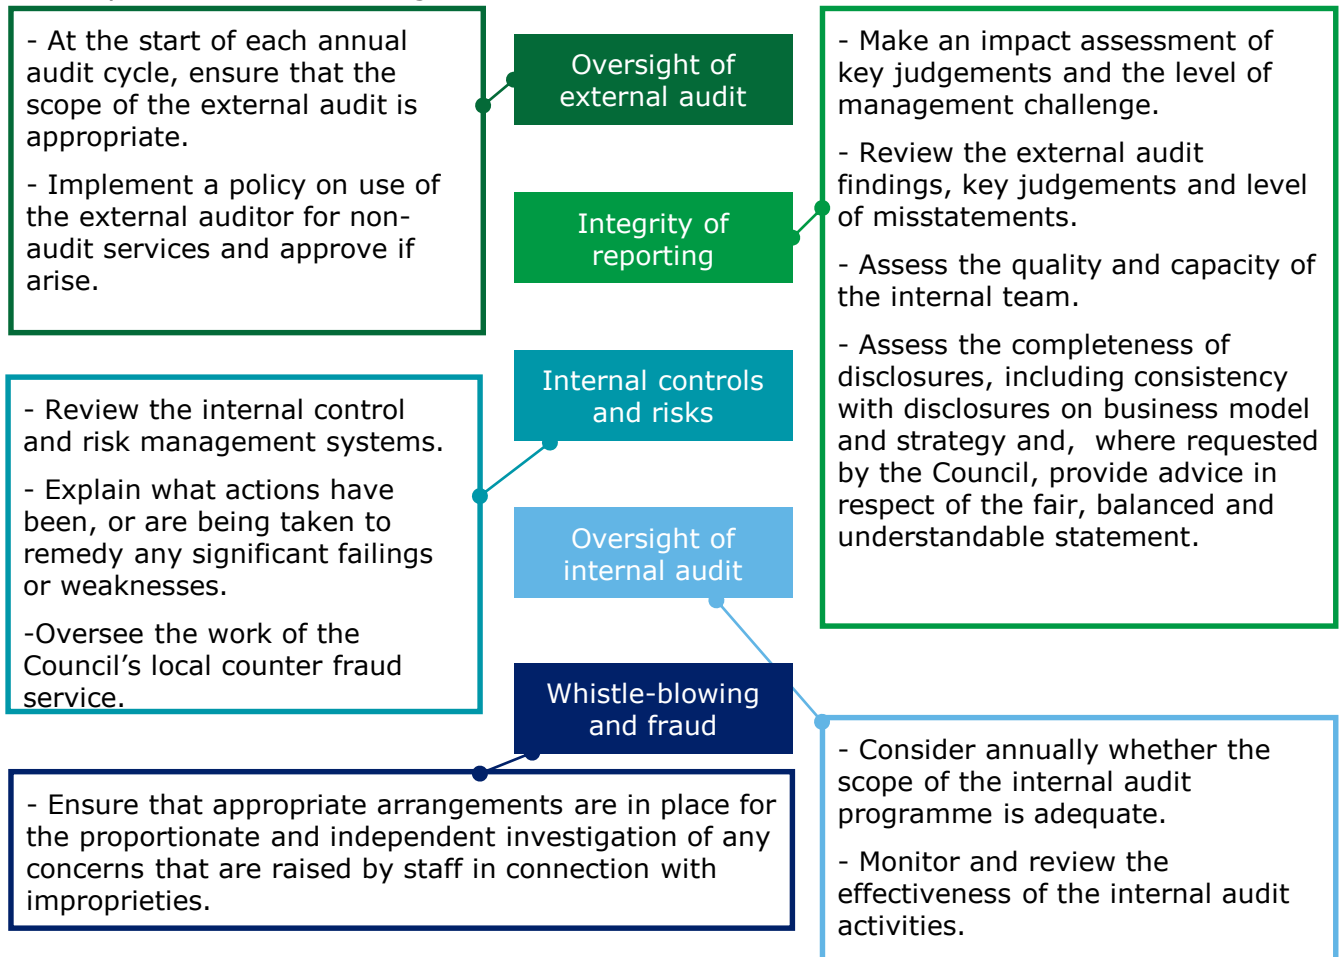 - At the start of each annual
audit cycle, ensure that the
scope of the external audit is
appropriate.
- Implement a policy on use of
the external auditor for non-
audit services and approve if
arise.
Oversight of
external audit
Integrity of
reporting
- Make an impact assessment of
key judgements and the level of
management challenge.
- Review the external audit
findings, key judgements and level
of misstatements.
- Assess the quality and capacity of
the internal team.
- Assess the completeness of
disclosures, including consistency
with disclosures on business model
and strategy and,  where requested
by the Council, provide advice in
respect of the fair, balanced and
understandable statement.
Internal controls
and risks
- Review the internal control
and risk management systems.
- Explain what actions have
been, or are being taken to
remedy any significant failings
or weaknesses.
-Oversee the work of the
Council’s local counter fraud
service.
Oversight of
internal audit
Whistle-blowing
and fraud
- Ensure that appropriate arrangements are in place for
the proportionate and independent investigation of any
concerns that are raised by staff in connection with
improprieties.
- Consider annually whether the
scope of the internal audit
programme is adequate.
- Monitor and review the
effectiveness of the internal audit
activities.